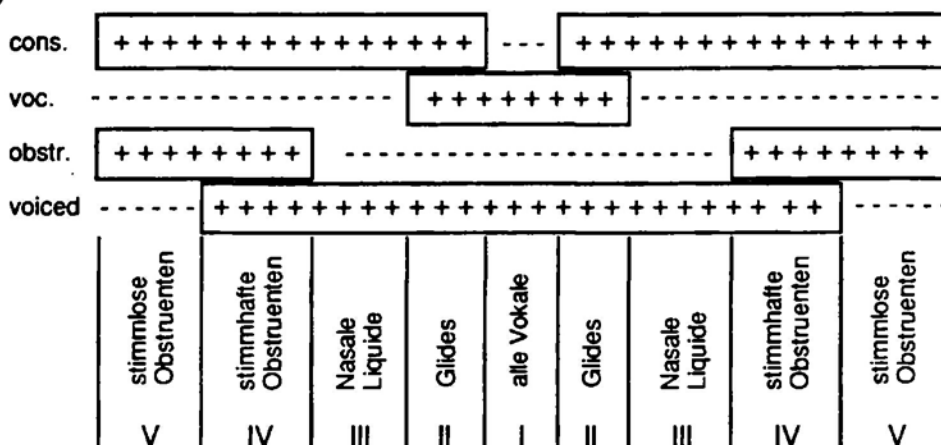 cons. + + + + + + + + + + + + + + + - - - - + + + + + + + + + + + + + + +
voc. - - - - - - - - - - - - - - - - - - - - + + + + + + + + - - - - - - - - - - - - - - - - - - - -
obstr. + + + + + + + + - - - - - - - - - - - - - - - - - - - - - - - - + + + + + + + +
voiced - - - - - - - + + + + + + + + + + + + + + + + + + + + + + + + + - - - - - -
stimmlose
Obstruenten
stimmhafte
Obstruenten
Nasale
Liquide
Glides
alle Vokale
Glides
Nasale
Liquide
stimmhafte
Obstruenten
stimmlose
Obstruenten
V IV III II I II III IV V